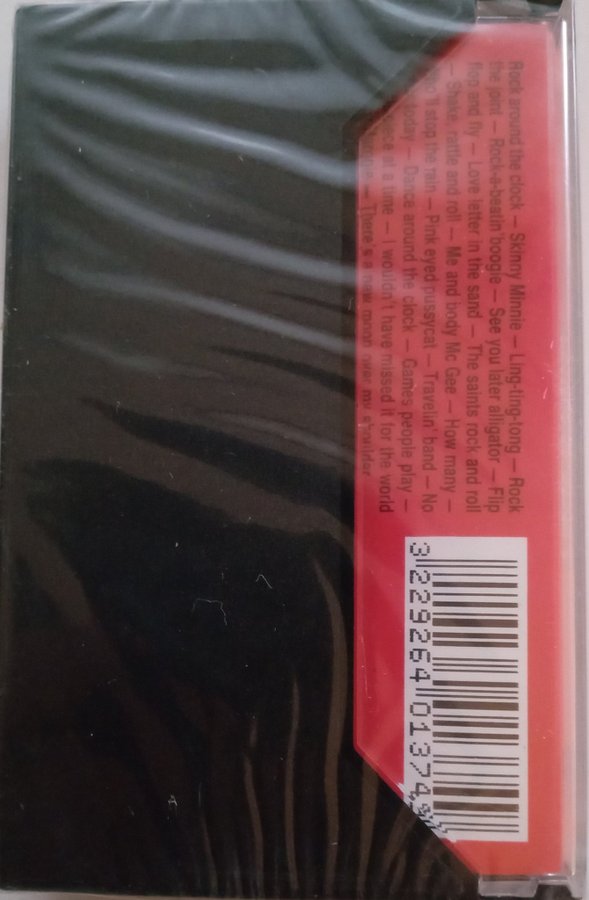 Rock around the clock – Skinny Minnie – Ling-ting-tong – Rock
the joint – Rock-a-beatin boogie – See you later alligator – Flip
flop and fly – Love letter in the sand – The saints rock and roll
– Shake, rattle and roll – Me and body Mc Gee – How many –
stop the rain – Pink eyed pussycat – Travelin' band – No
today – Dance around the clock – Games people play –
at a time – I wouldn't have missed it for the world
– There's a new moon over my shoulder
3 229264 01374